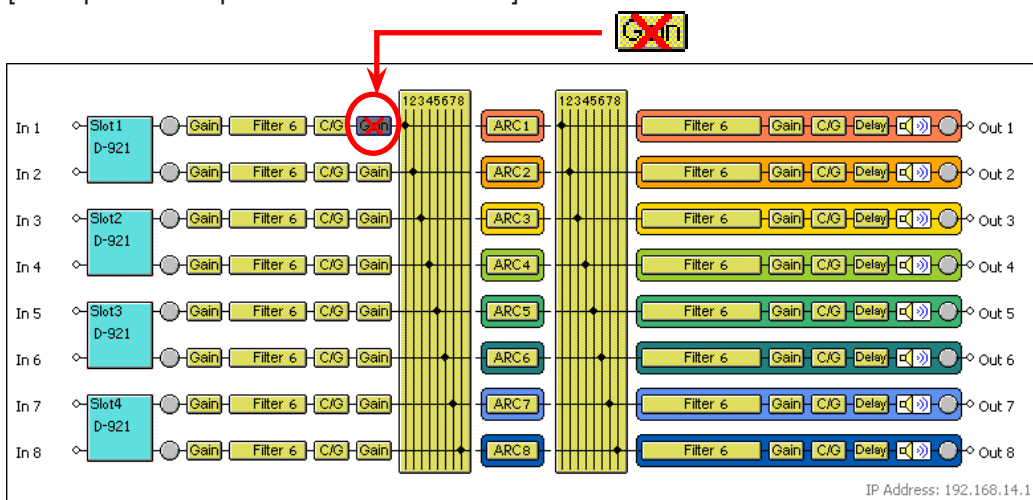 Gain
12345678 12345678
In 1 Slot1 Gain Filter 6 C/G Gain ARC1 Filter 6 Gain C/G Delay Out 1
D-921
In 2 Gain Filter 6 C/G Gain ARC2 Filter 6 Gain C/G Delay Out 2
In 3 Slot2 Gain Filter 6 C/G Gain ARC3 Filter 6 Gain C/G Delay Out 3
D-921
In 4 Gain Filter 6 C/G Gain ARC4 Filter 6 Gain C/G Delay Out 4
In 5 Slot3 Gain Filter 6 C/G Gain ARC5 Filter 6 Gain C/G Delay Out 5
D-921
In 6 Gain Filter 6 C/G Gain ARC6 Filter 6 Gain C/G Delay Out 6
In 7 Slot4 Gain Filter 6 C/G Gain ARC7 Filter 6 Gain C/G Delay Out 7
D-921
In 8 Gain Filter 6 C/G Gain ARC8 Filter 6 Gain C/G Delay Out 8
IP Address: 192.168.14.1